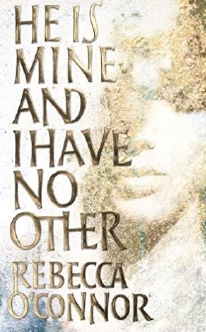 HE IS
MINE
AND
I HAVE
NO
OTHER
REBECCA
O'CONNOR